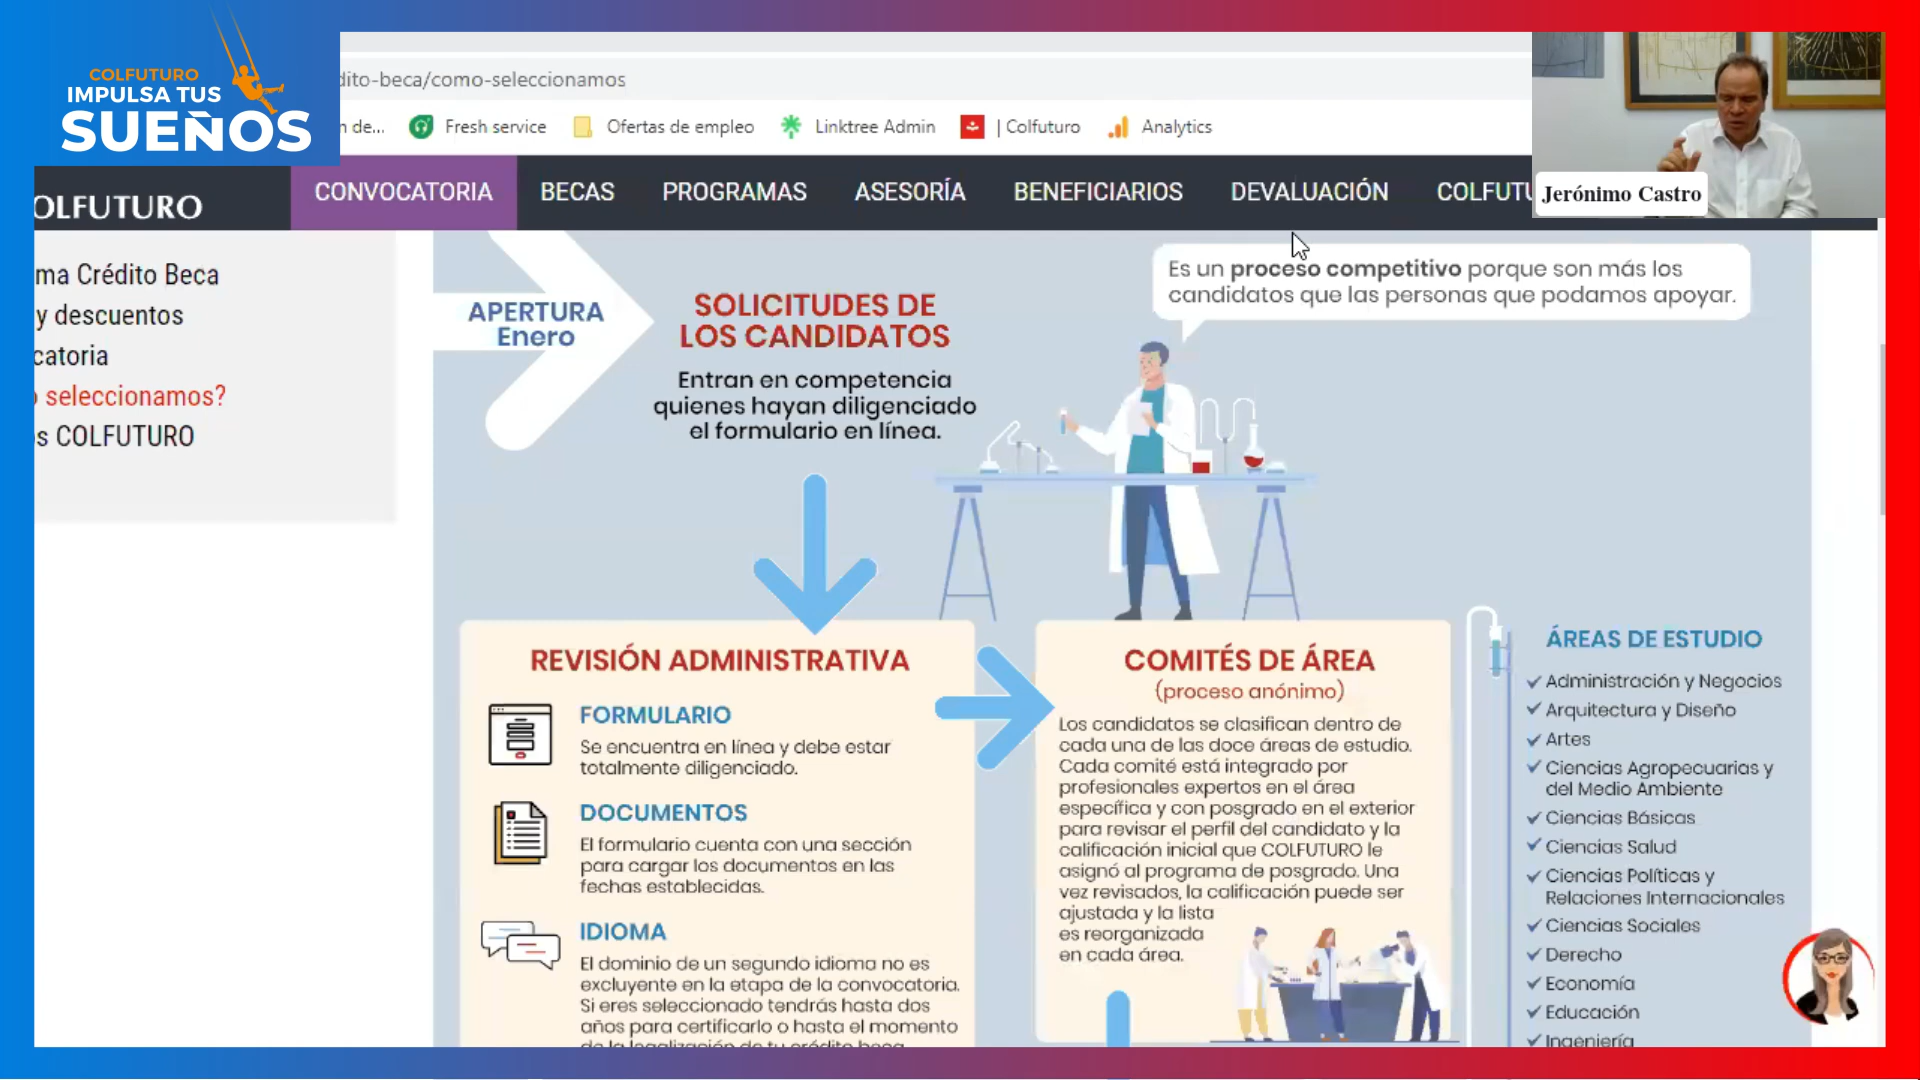 COLFUTURO
IMPULSA TUS
SUEÑOS
dito-beca/como-seleccionamos
n de...
Fresh service
Ofertas de empleo
Linktree Admin
| Colfuturo
Analytics
OLFUTURO
CONVOCATORIA
BECAS
PROGRAMAS
ASESORÍA
BENEFICIARIOS
DEVALUACIÓN
COLFUTU
Jerónimo Castro
ma Crédito Beca
y descuentos
catoria
o seleccionamos?
s COLFUTURO
APERTURA
Enero
SOLICITUDES DE
LOS CANDIDATOS
Entran en competencia
quienes hayan diligenciado
el formulario en línea.
Es un proceso competitivo porque son más los
candidatos que las personas que podamos apoyar.
REVISIÓN ADMINISTRATIVA
FORMULARIO
Se encuentra en línea y debe estar
totalmente diligenciado.
DOCUMENTOS
El formulario cuenta con una sección
para cargar los documentos en las
fechas establecidas.
IDIOMA
El dominio de un segundo idioma no es
excluyente en la etapa de la convocatoria.
Si eres seleccionado tendrás hasta dos
años para certificarlo o hasta el momento
de la legalización de tu crédito beca
COMITÉS DE ÁREA
(proceso anónimo)
Los candidatos se clasifican dentro de
cada una de las doce áreas de estudio.
Cada comité está integrado por
profesionales expertos en el área
específica y con posgrado en el exterior
para revisar el perfil del candidato y la
calificación inicial que COLFUTURO le
asignó al programa de posgrado. Una
vez revisados, la calificación puede ser
ajustada y la lista
es reorganizada
en cada área.
ÁREAS DE ESTUDIO
Administración y Negocios
Arquitectura y Diseño
Artes
Ciencias Agropecuarias y
del Medio Ambiente
Ciencias Básicas
Ciencias Salud
Ciencias Políticas y
Relaciones Internacionales
Ciencias Sociales
Derecho
Economía
Educación
Ingeniería